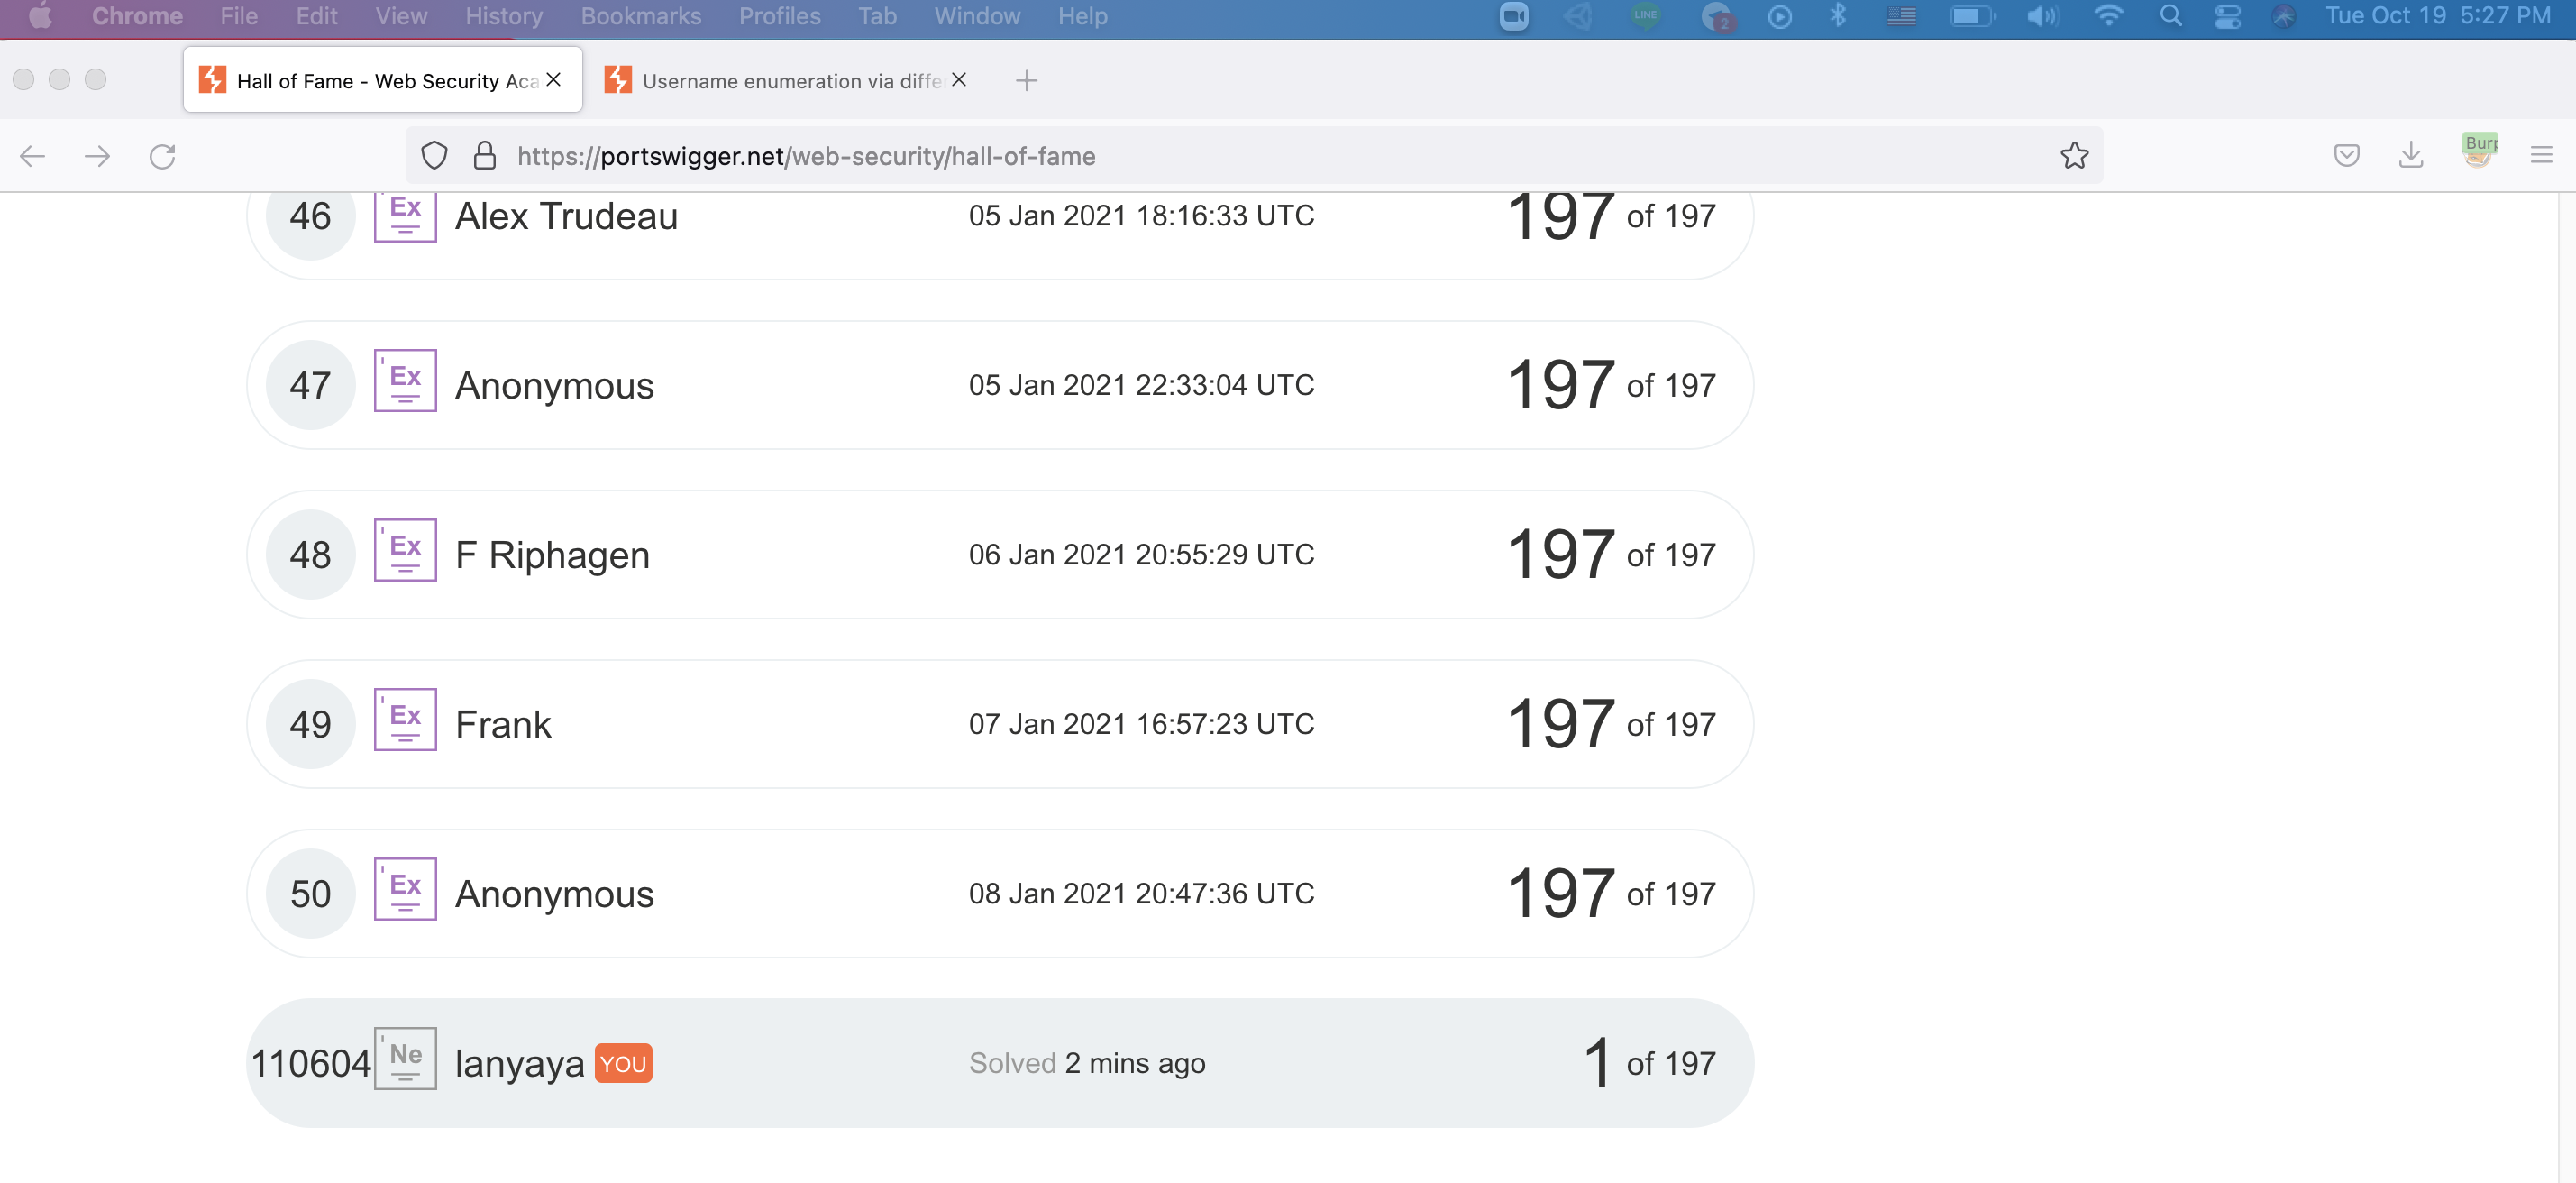 Chrome File Edit View History Bookmarks Profiles Tab Window Help LINE 2 Tue Oct 19 5:27 PM
Hall of Fame - Web Security Aca Username enumeration via diffe
https://portswigger.net/web-security/hall-of-fame Burp
46 Ex Alex Trudeau 05 Jan 2021 18:16:33 UTC 197 of 197
47 Ex Anonymous 05 Jan 2021 22:33:04 UTC 197 of 197
48 Ex F Riphagen 06 Jan 2021 20:55:29 UTC 197 of 197
49 Ex Frank 07 Jan 2021 16:57:23 UTC 197 of 197
50 Ex Anonymous 08 Jan 2021 20:47:36 UTC 197 of 197
110604 Ne lanyaya YOU Solved 2 mins ago 1 of 197